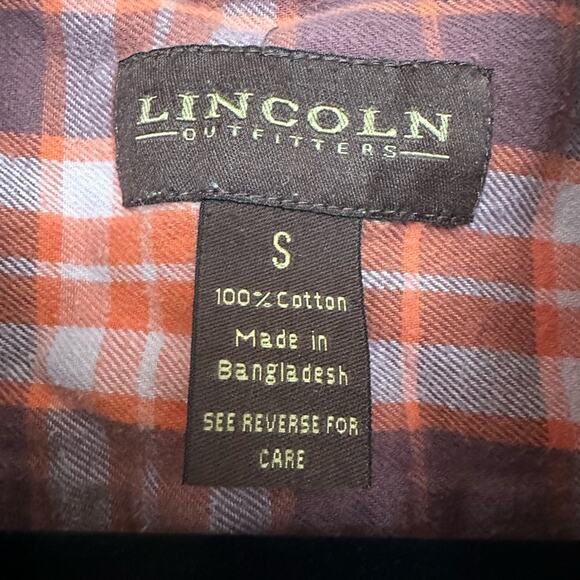 LINCOLN
OUTFITTERS
S
100% Cotton
Made in
Bangladesh
SEE REVERSE FOR
CARE